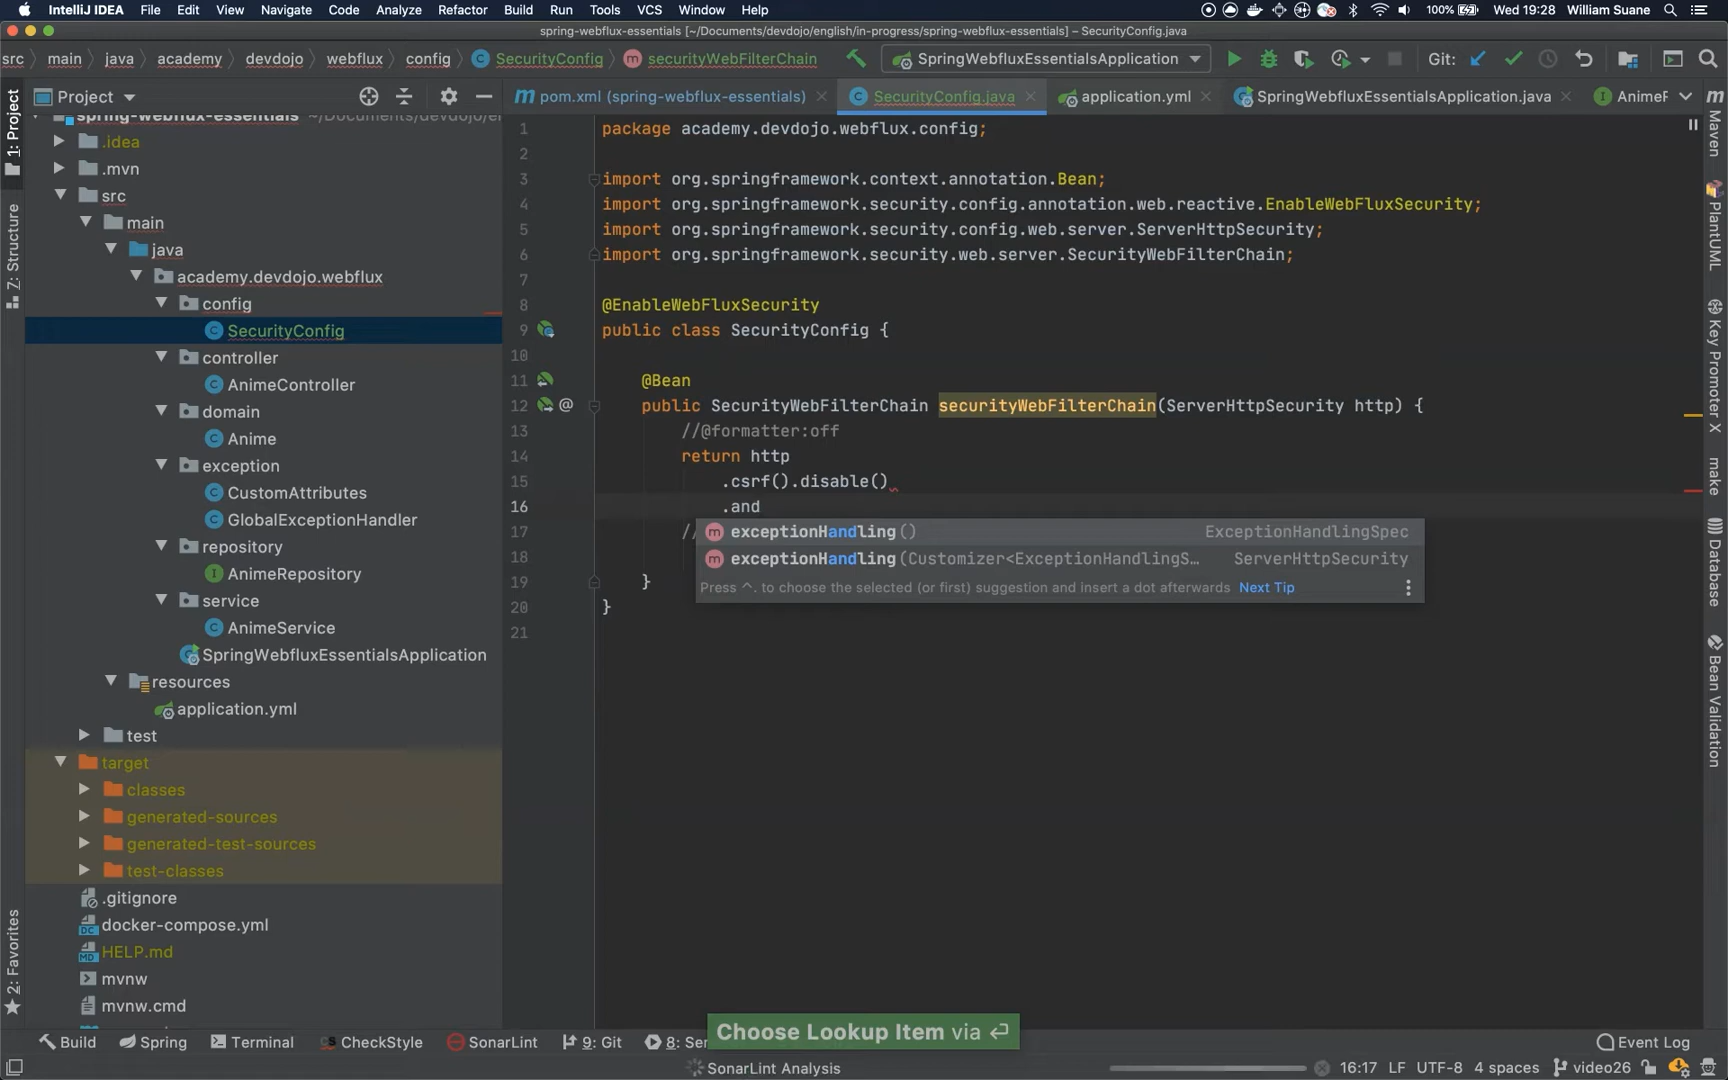 IntelliJ IDEA File Edit View Navigate Code Analyze Refactor Build Run Tools VCS Window Help 100% Wed 19:28 William Suane
spring-webflux-essentials [~/Documents/devdojo/english/in-progress/spring-webflux-essentials] – SecurityConfig.java
src main java academy devdojo webflux config SecurityConfig securityWebFilterChain SpringWebfluxEssentialsApplication Git:
Project
pom.xml (spring-webflux-essentials) SecurityConfig.java application.yml SpringWebfluxEssentialsApplication.java AnimeR
1: Project
7: Structure
2: Favorites
spring-webflux-essentials ~/Documents/devdojo/e
.idea
.mvn
src
main
java
academy.devdojo.webflux
config
SecurityConfig
controller
AnimeController
domain
Anime
exception
CustomAttributes
GlobalExceptionHandler
repository
AnimeRepository
service
AnimeService
SpringWebfluxEssentialsApplication
resources
application.yml
test
target
classes
generated-sources
generated-test-sources
test-classes
.gitignore
docker-compose.yml
HELP.md
mvnw
mvnw.cmd
1 package academy.devdojo.webflux.config;
2
3 import org.springframework.context.annotation.Bean;
4 import org.springframework.security.config.annotation.web.reactive.EnableWebFluxSecurity;
5 import org.springframework.security.config.web.server.ServerHttpSecurity;
6 import org.springframework.security.web.server.SecurityWebFilterChain;
7
8 @EnableWebFluxSecurity
9 public class SecurityConfig {
10
11 @Bean
12 @ public SecurityWebFilterChain securityWebFilterChain(ServerHttpSecurity http) {
13 //@formatter:off
14 return http
15 .csrf().disable()
16 .and
17 /
18
19 }
20 }
21
exceptionHandling() ExceptionHandlingSpec
exceptionHandling(Customizer<ExceptionHandlingS… ServerHttpSecurity
Press ^. to choose the selected (or first) suggestion and insert a dot afterwards Next Tip
Maven
PlantUML
Key Promoter X
make
Database
Bean Validation
Choose Lookup Item via ⏎
Build Spring Terminal CheckStyle SonarLint 9: Git 8: Ser Event Log
SonarLint Analysis 16:17 LF UTF-8 4 spaces video26